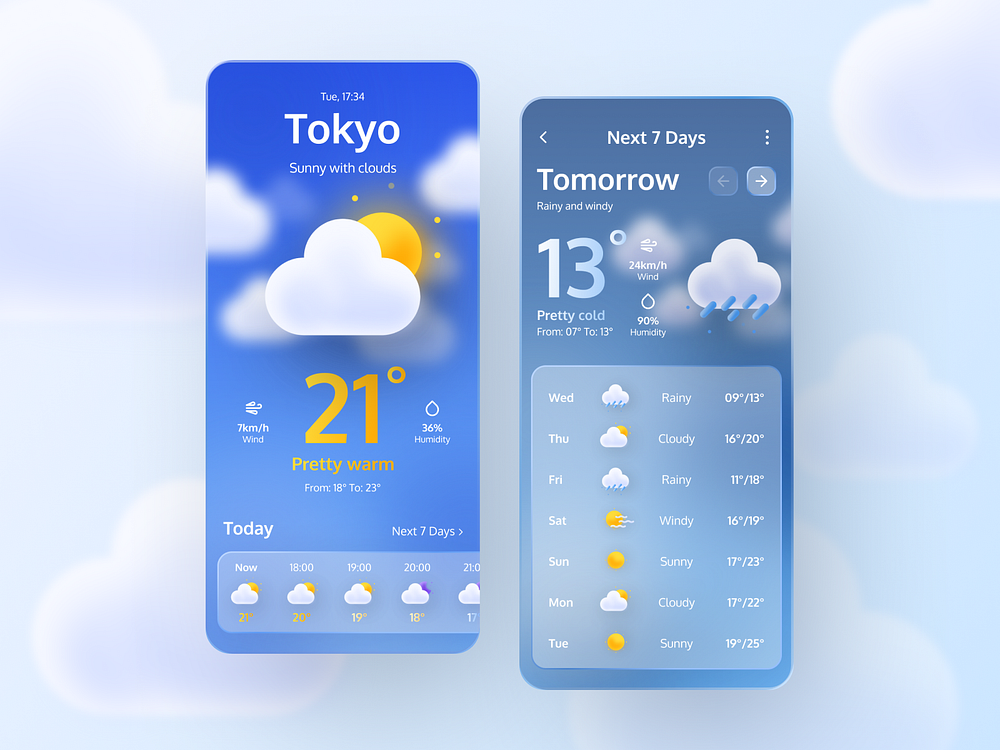 Tue, 17:34
Tokyo
Sunny with clouds
21°
7km/h
Wind
36%
Humidity
Pretty warm
From: 18° To: 23°
Today
Next 7 Days >
Now 18:00 19:00 20:00 21:0
21° 20° 19° 18° 17
Next 7 Days
Tomorrow
Rainy and windy
13°
24km/h
Wind
90%
Humidity
Pretty cold
From: 07° To: 13°
Wed Rainy 09°/13°
Thu Cloudy 16°/20°
Fri Rainy 11°/18°
Sat Windy 16°/19°
Sun Sunny 17°/23°
Mon Cloudy 17°/22°
Tue Sunny 19°/25°